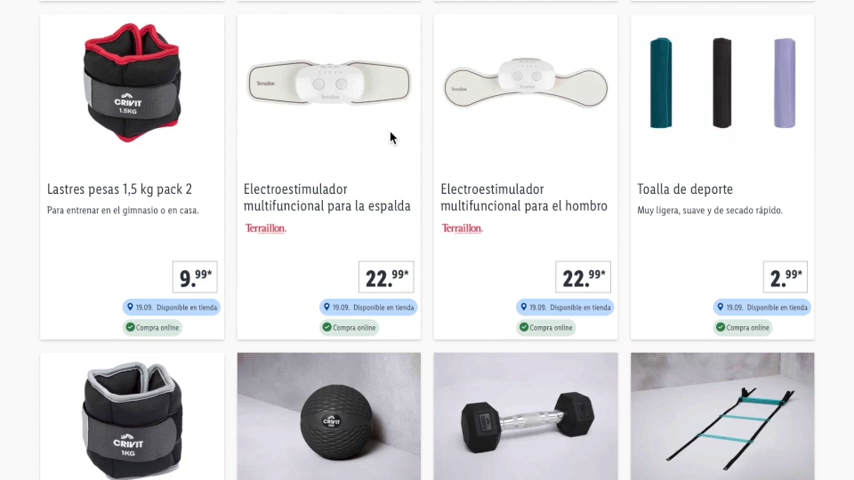 CRIVIT
1.5KG
Terraillon
Terraillon
Lastres pesas 1,5 kg pack 2
Para entrenar en el gimnasio o en casa.
9.99*
19.09. Disponible en tienda
Compra online
Electroestimulador
multifuncional para la espalda
Terraillon.
22.99*
19.09. Disponible en tienda
Compra online
Electroestimulador
multifuncional para el hombro
Terraillon.
22.99*
19.09. Disponible en tienda
Compra online
Toalla de deporte
Muy ligera, suave y de secado rápido.
2.99*
19.09. Disponible en tienda
Compra online
CRIVIT
1KG
CRIVIT